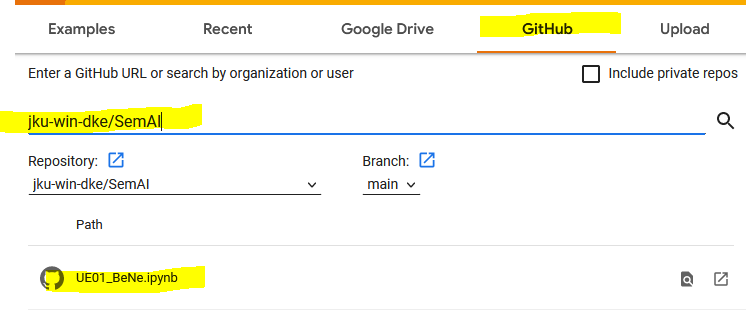 Examples Recent Google Drive GitHub Upload
Enter a GitHub URL or search by organization or user Include private repos
jku-win-dke/SemAI
Repository: Branch:
jku-win-dke/SemAI main
Path
UE01_BeNe.ipynb